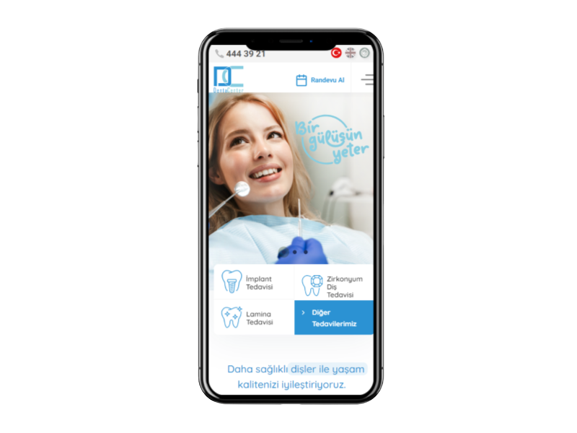 444 39 21
DC
Randevu Al
Bir
gülüşün
yeter
İmplant
Tedavisi
Zirkonyum
Diş
Tedavisi
Lamina
Tedavisi
Diğer
Tedavilerimiz
Daha sağlıklı dişler ile yaşam
kalitenizi iyileştiriyoruz.